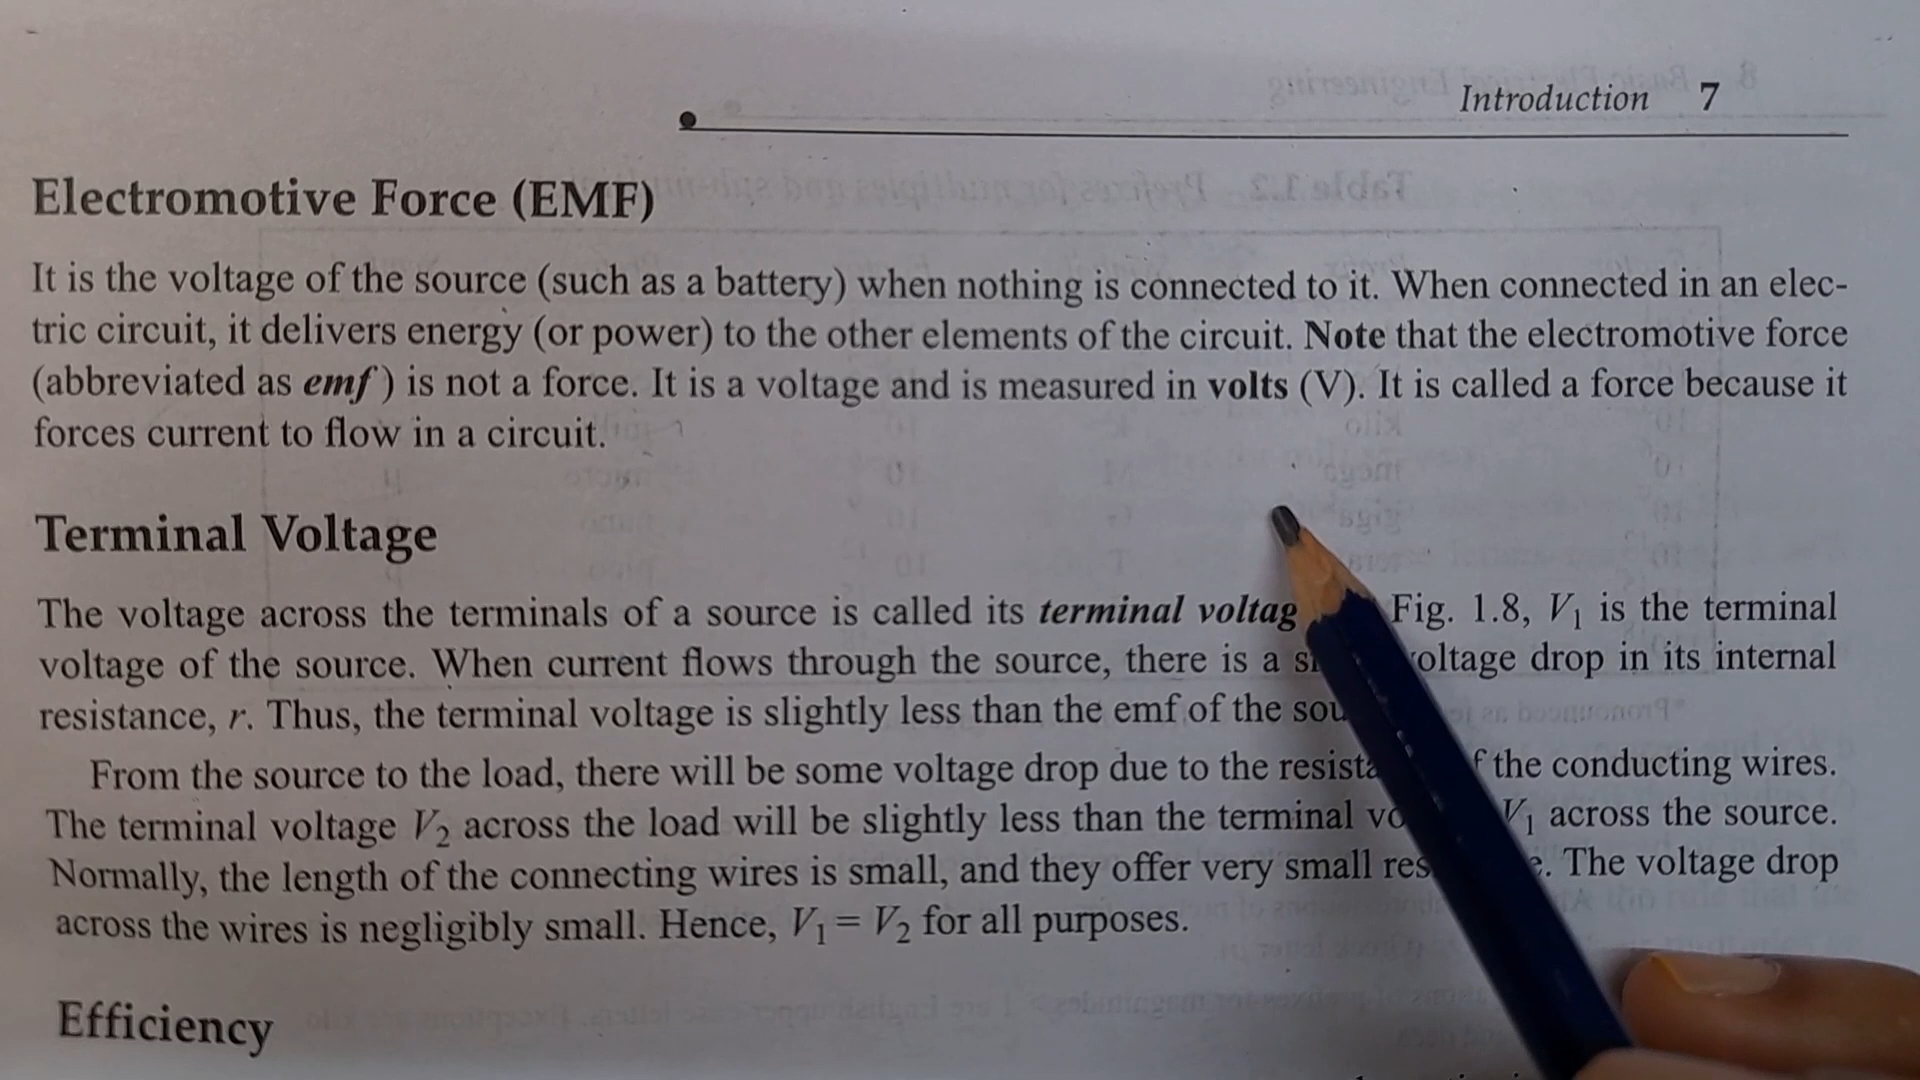 Introduction 7
Electromotive Force (EMF)
It is the voltage of the source (such as a battery) when nothing is connected to it. When connected in an elec-
tric circuit, it delivers energy (or power) to the other elements of the circuit. Note that the electromotive force
(abbreviated as emf ) is not a force. It is a voltage and is measured in volts (V). It is called a force because it
forces current to flow in a circuit.
Terminal Voltage
The voltage across the terminals of a source is called its terminal Fig. 1.8, V₁ is the terminal
voltage of the source. When current flows through the source, there is a drop in its internal
resistance, r. Thus, the terminal voltage is slightly less than the emf of the
From the source to the load, there will be some voltage drop due to the the conducting wires.
The terminal voltage V₂ across the load will be slightly less than the terminal V₁ across the source.
Normally, the length of the connecting wires is small, and they offer very small The voltage drop
across the wires is negligibly small. Hence, V₁ = V₂ for all purposes.
Efficiency